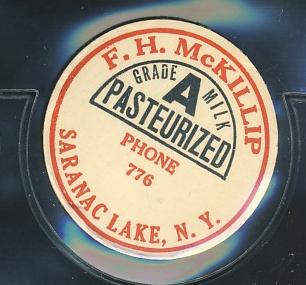 F. H. McKILLIP
GRADE A MILK
PASTEURIZED
PHONE
776
SARANAC LAKE, N. Y.